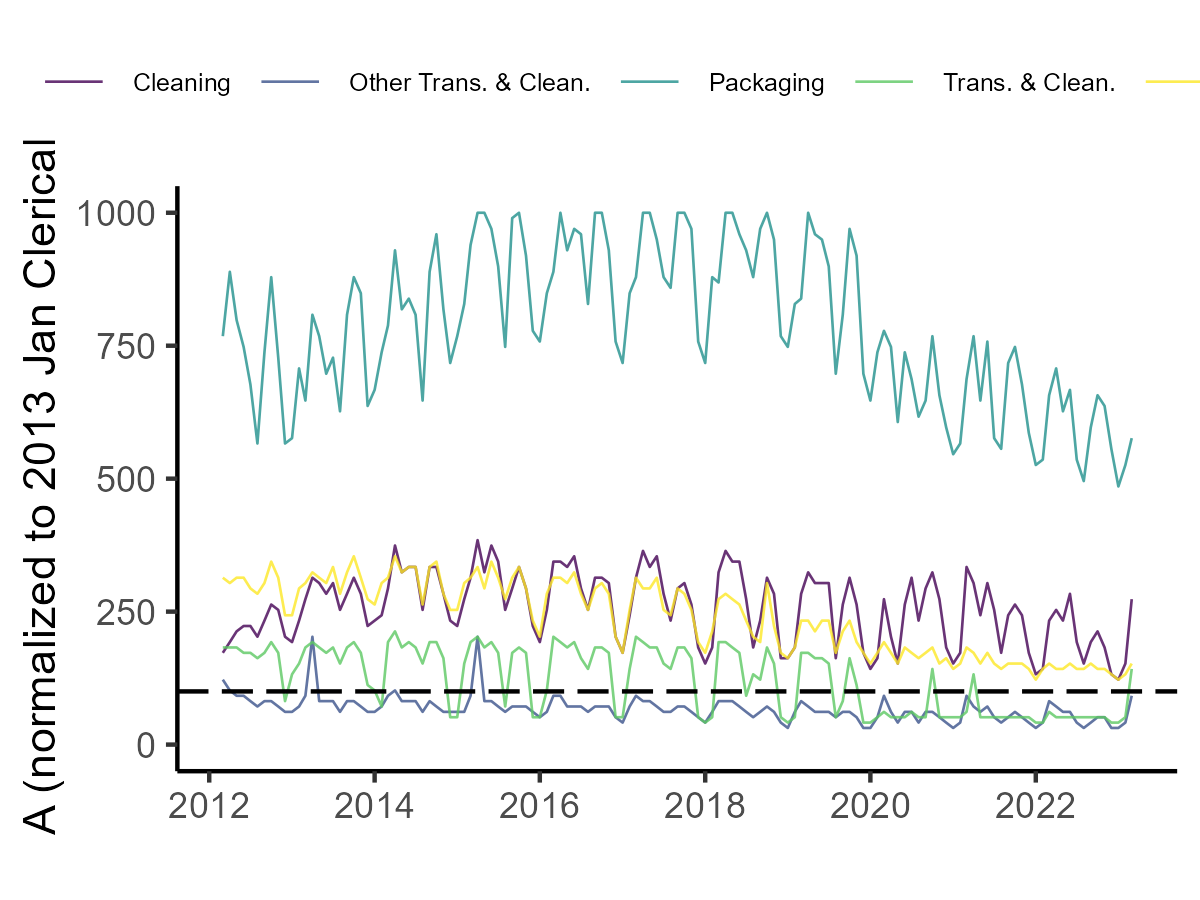 Cleaning Other Trans. & Clean. Packaging Trans. & Clean.
A (normalized to 2013 Jan Clerical
1000
750
500
250
0
2012 2014 2016 2018 2020 2022